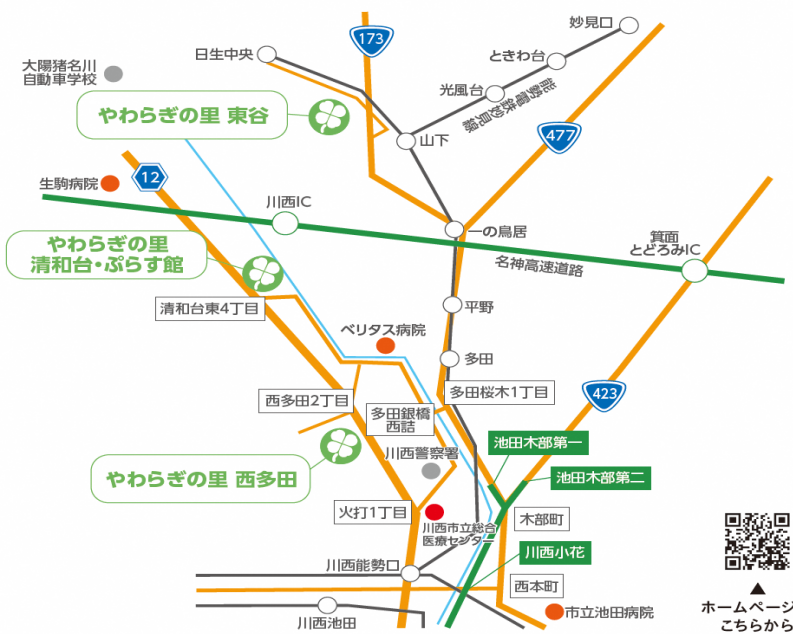 妙見口
173
日生中央
ときわ台
大陽猪名川
自動車学校
光風台
能勢電鉄妙見線
やわらぎの里 東谷
山下
477
12
生駒病院
川西IC
一の鳥居
箕面
とどろみIC
やわらぎの里
清和台・ぷらす館
名神高速道路
清和台東4丁目
平野
ベリタス病院
多田
西多田2丁目
多田桜木1丁目
423
多田銀橋
西詰
池田木部第一
川西警察署
池田木部第二
やわらぎの里 西多田
火打1丁目
川西市立総合
医療センター
木部町
川西小花
川西能勢口
西本町
川西池田
市立池田病院
ホームページ
こちらから